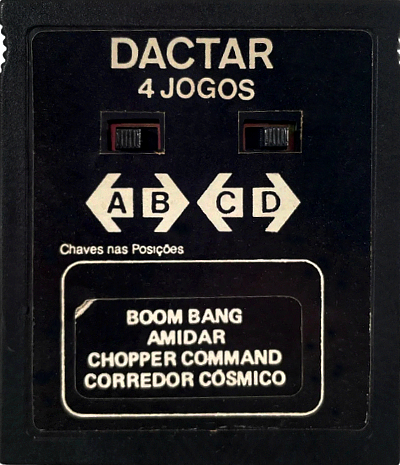 DACTAR
4 JOGOS
A B C D
Chaves nas Posições
BOOM BANG
AMIDAR
CHOPPER COMMAND
CORREDOR CÓSMICO